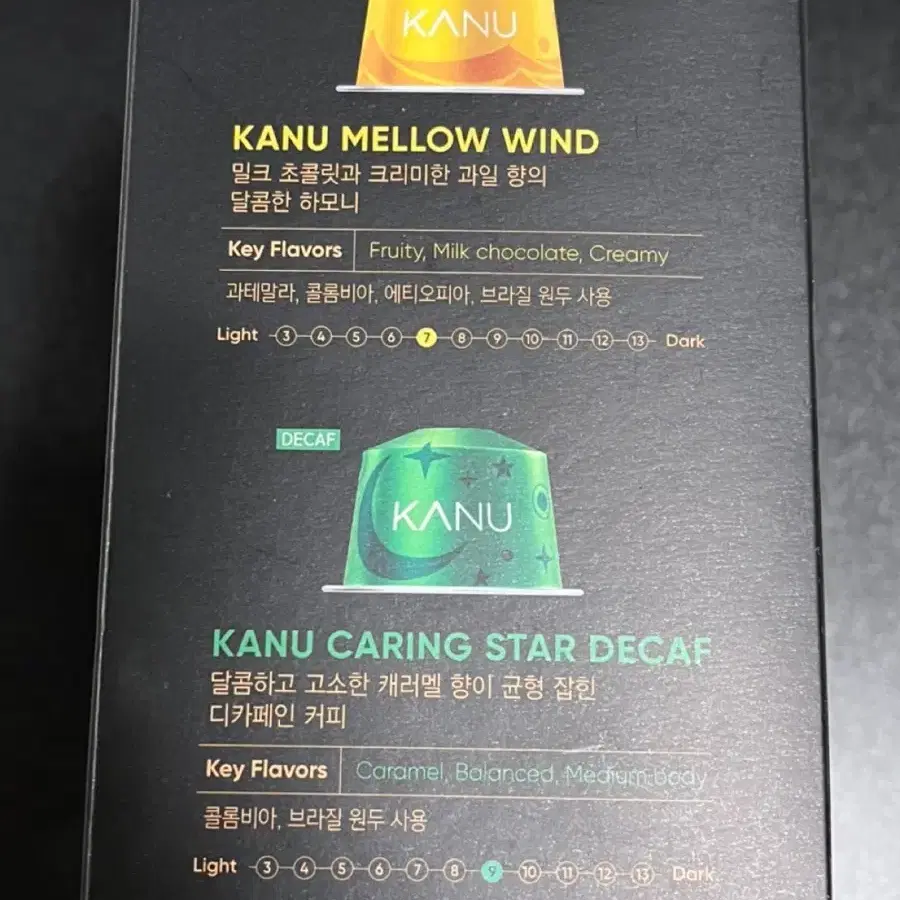 KANU
KANU MELLOW WIND
밀크 초콜릿과 크리미한 과일 향의
달콤한 하모니
Key Flavors Fruity, Milk chocolate, Creamy
과테말라, 콜롬비아, 에티오피아, 브라질 원두 사용
Light 3 4 5 6 7 8 9 10 11 12 13 Dark
DECAF
KANU
KANU CARING STAR DECAF
달콤하고 고소한 캐러멜 향이 균형 잡힌
디카페인 커피
Key Flavors Caramel, Balanced, Medium body
콜롬비아, 브라질 원두 사용
Light 3 4 5 6 7 8 9 10 11 12 13 Dark